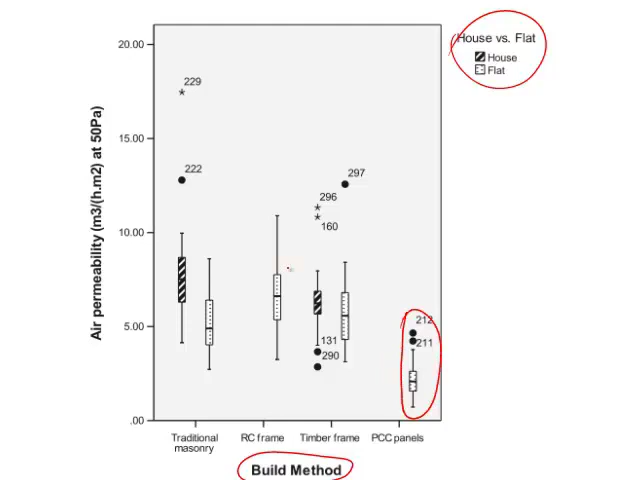 House vs. Flat
House
Flat
Air permeability (m3/(h.m2) at 50Pa)
20.00
15.00
10.00
5.00
.00
229
222
297
296
160
131
290
212
211
Traditional
masonry
RC frame
Timber frame
PCC panels
Build Method